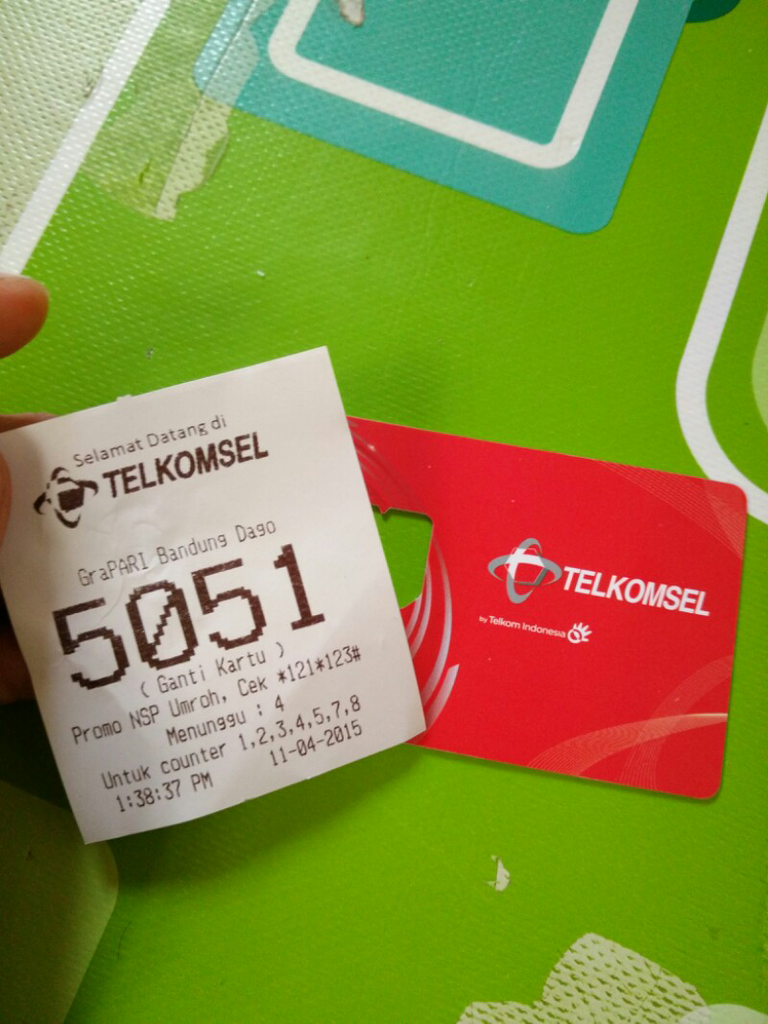 Selamat Datang di
TELKOMSEL
GraPARI Bandung Dago
5051
( Ganti Kartu )
Promo NSP Umroh, Cek *121*123#
Menunggu : 4
Untuk counter 1,2,3,4,5,7,8
1:38:37 PM 11-04-2015
TELKOMSEL
by Telkom Indonesia